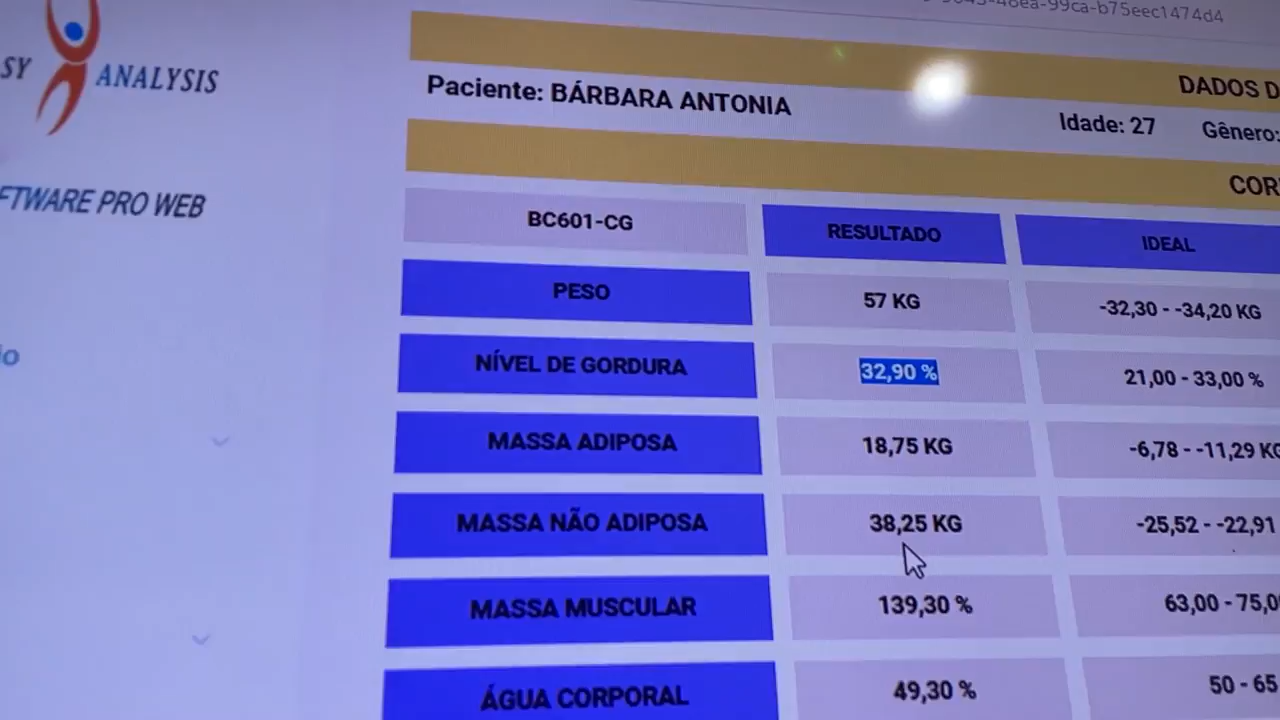 SY ANALYSIS
FTWARE PRO WEB
DADOS D
Paciente: BÁRBARA ANTONIA
Idade: 27 Gênero:
COR
BC601-CG RESULTADO IDEAL
PESO 57 KG -32,30 - -34,20 KG
NÍVEL DE GORDURA 32,90 % 21,00 - 33,00 %
MASSA ADIPOSA 18,75 KG -6,78 - -11,29 KG
MASSA NÃO ADIPOSA 38,25 KG -25,52 - -22,91
MASSA MUSCULAR 139,30 % 63,00 - 75,0
ÁGUA CORPORAL 49,30 % 50 - 65